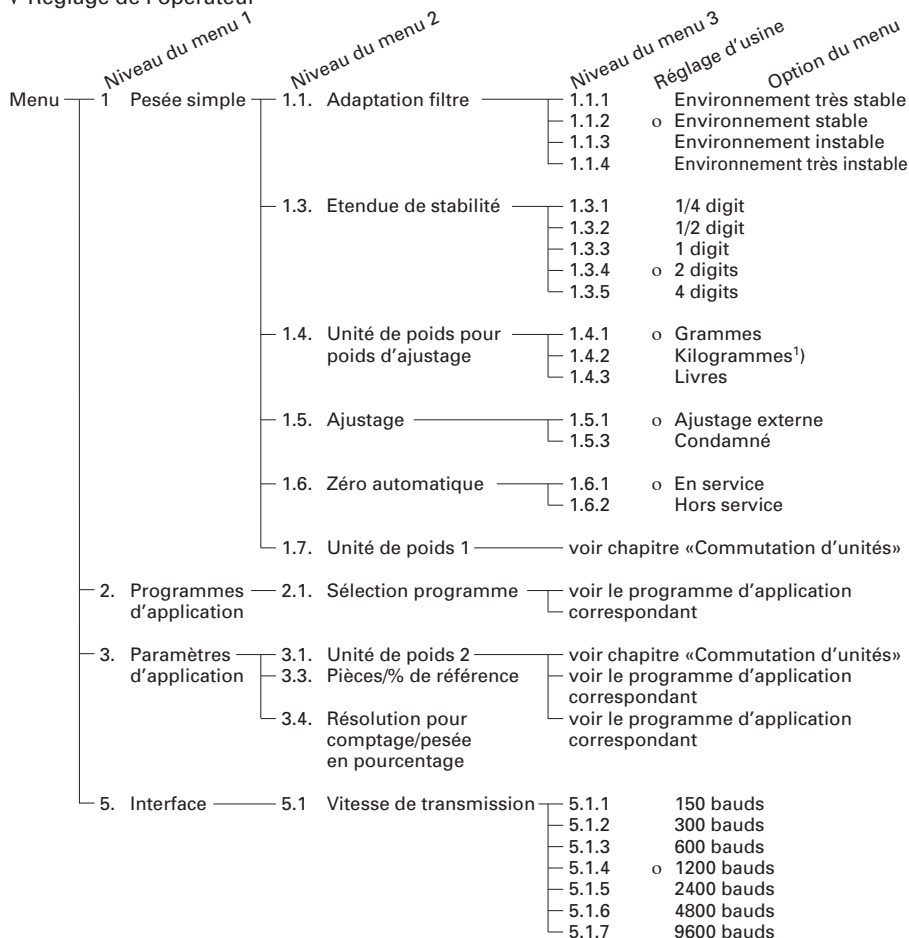 √ Réglage de l'opérateur
Niveau du menu 1 Niveau du menu 2 Niveau du menu 3 Réglage d'usine Option du menu
Menu 1 Pesée simple 1.1. Adaptation filtre 1.1.1 Environnement très stable
1.1.2 o Environnement stable
1.1.3 Environnement instable
1.1.4 Environnement très instable
1.3. Etendue de stabilité 1.3.1 1/4 digit
1.3.2 1/2 digit
1.3.3 1 digit
1.3.4 o 2 digits
1.3.5 4 digits
1.4. Unité de poids pour 1.4.1 o Grammes
poids d'ajustage 1.4.2 Kilogrammes¹)
1.4.3 Livres
1.5. Ajustage 1.5.1 o Ajustage externe
1.5.3 Condamné
1.6. Zéro automatique 1.6.1 o En service
1.6.2 Hors service
1.7. Unité de poids 1 voir chapitre «Commutation d'unités»
2. Programmes 2.1. Sélection programme voir le programme d'application
d'application correspondant
3. Paramètres 3.1. Unité de poids 2 voir chapitre «Commutation d'unités»
d'application 3.3. Pièces/% de référence voir le programme d'application
correspondant
3.4. Résolution pour voir le programme d'application
comptage/pesée correspondant
en pourcentage
5. Interface 5.1 Vitesse de transmission 5.1.1 150 bauds
5.1.2 300 bauds
5.1.3 600 bauds
5.1.4 o 1200 bauds
5.1.5 2400 bauds
5.1.6 4800 bauds
5.1.7 9600 bauds